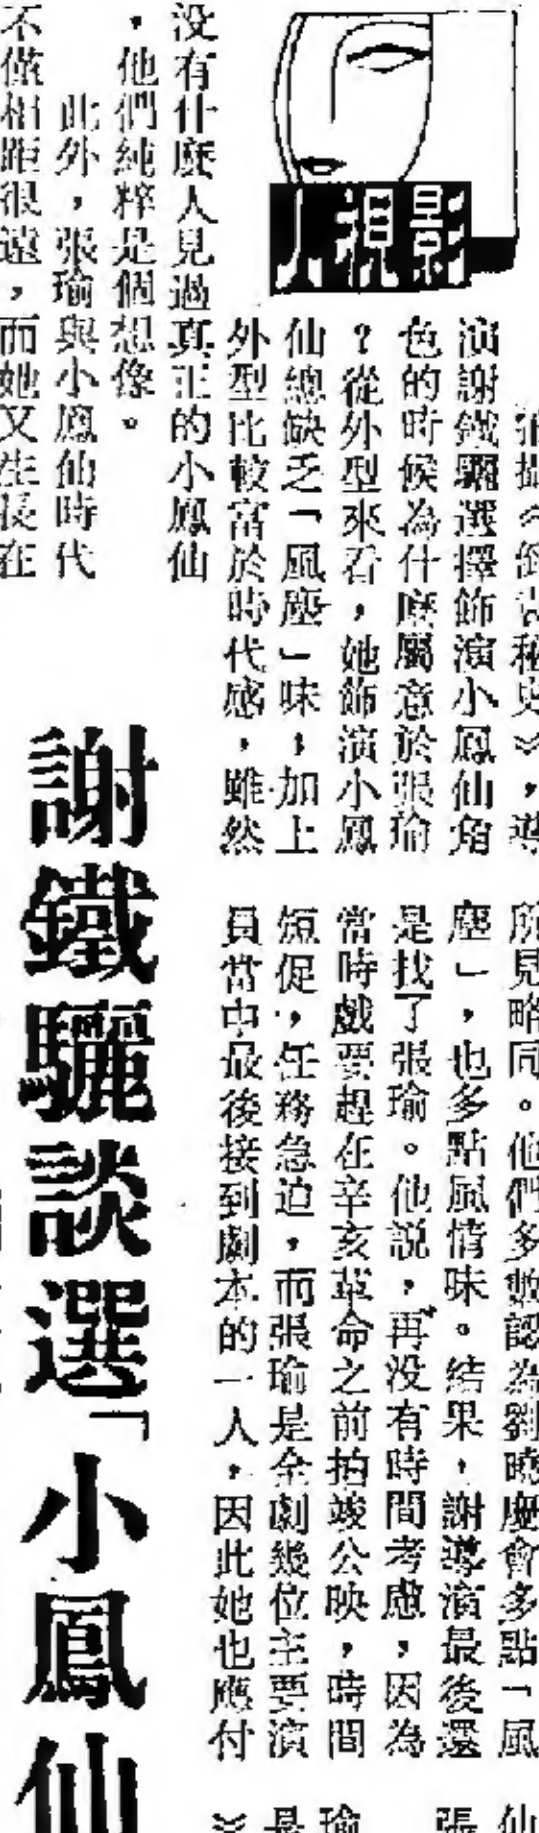 影視人
拍攝《倒袁秘史》，導
演謝鐵驪選擇飾演小鳳仙角
色的時候為什麼屬意於張瑜
？從外型來看，她飾演小鳳
仙總缺乏「風塵」味，加上
外型比較富於時代感，雖然
没有什麼人見過真正的小鳳仙
，他們純粹是個想像。
此外，張瑜與小鳳仙時代
不僅相距很遠，而她又生長在
所見略同。他們多數認為劉曉慶會多點「風
塵」，也多點風情味。結果，謝導演最後還
是找了張瑜。他説，再没有時間考慮，因為
當時戲要趕在辛亥革命之前拍竣公映，時間
短促，任務急迫，而張瑜是全劇幾位主要演
員當中最後接到劇本的一人，因此她也應付
謝鐵驪談選「小鳳仙
仙
張
瑜
是
》